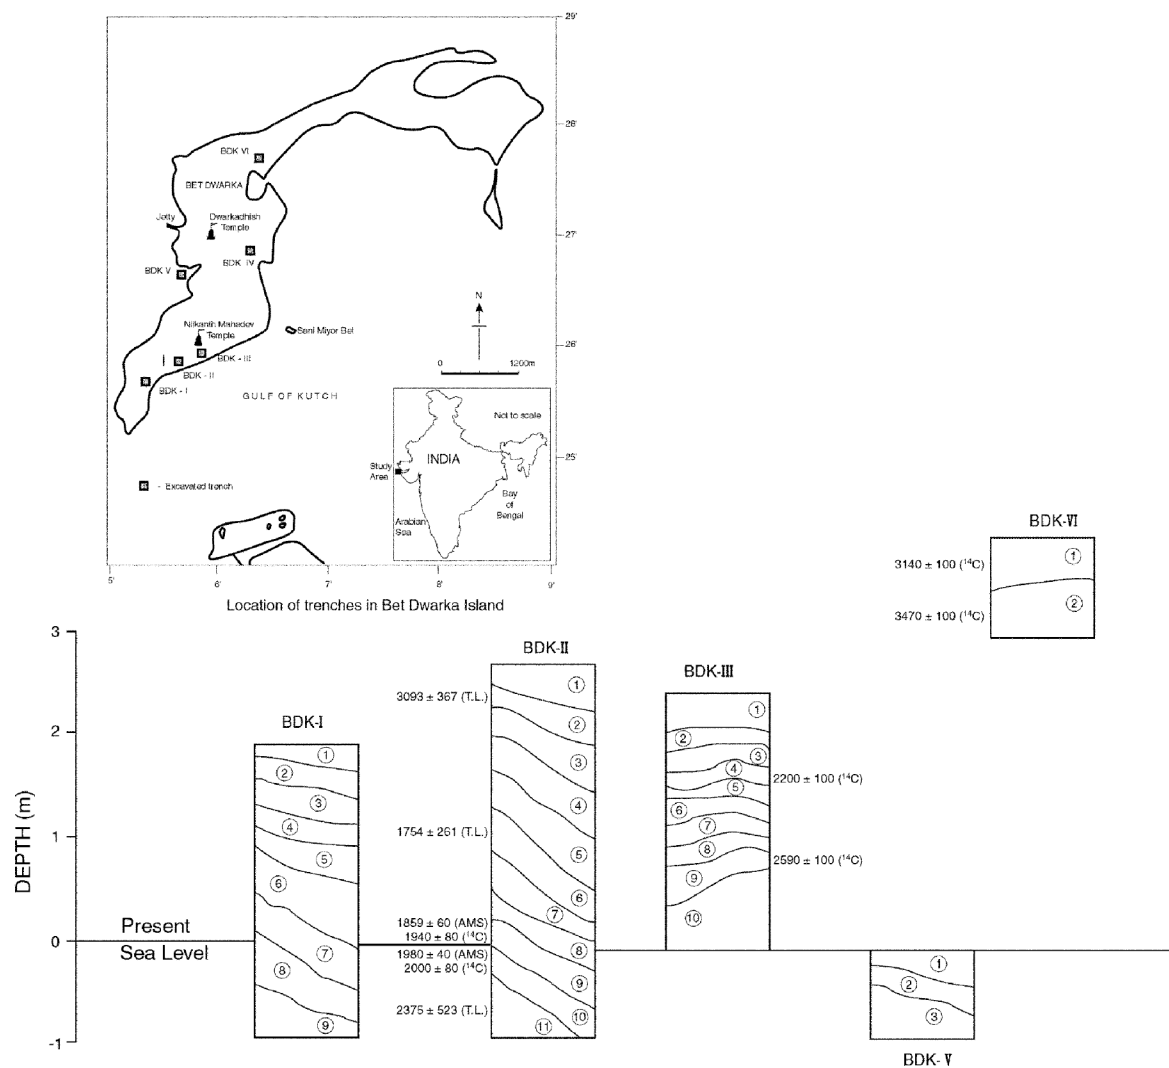 29'
28'
27'
26'
25'
BDK VI
BET DWARKA
Jetty
Dwarkadhish
Temple
BDK IV
BDK V
Nilkanth Mahadev
Temple
Sani Miyor Bet
BDK - III
BDK - II
BDK - I
GULF OF KUTCH
N
0 1200m
Not to scale
INDIA
Study
Area
Bay
of
Bengal
Arabian
Sea
- Excavated trench
5' 6' 7' 8' 9'
Location of trenches in Bet Dwarka Island
BDK-VI
3140 ± 100 (¹⁴C)
1
3470 ± 100 (¹⁴C)
2
DEPTH (m)
3
2
1
0
-1
Present
Sea Level
BDK-I
1
2
3
4
5
6
7
8
9
BDK-II
3093 ± 367 (T.L.)
1754 ± 261 (T.L.)
1859 ± 60 (AMS)
1940 ± 80 (¹⁴C)
1980 ± 40 (AMS)
2000 ± 80 (¹⁴C)
2375 ± 523 (T.L.)
1
2
3
4
5
6
7
8
9
10
11
BDK-III
1
2
3
4
5
6
7
8
9
10
2200 ± 100 (¹⁴C)
2590 ± 100 (¹⁴C)
1
2
3
BDK-V